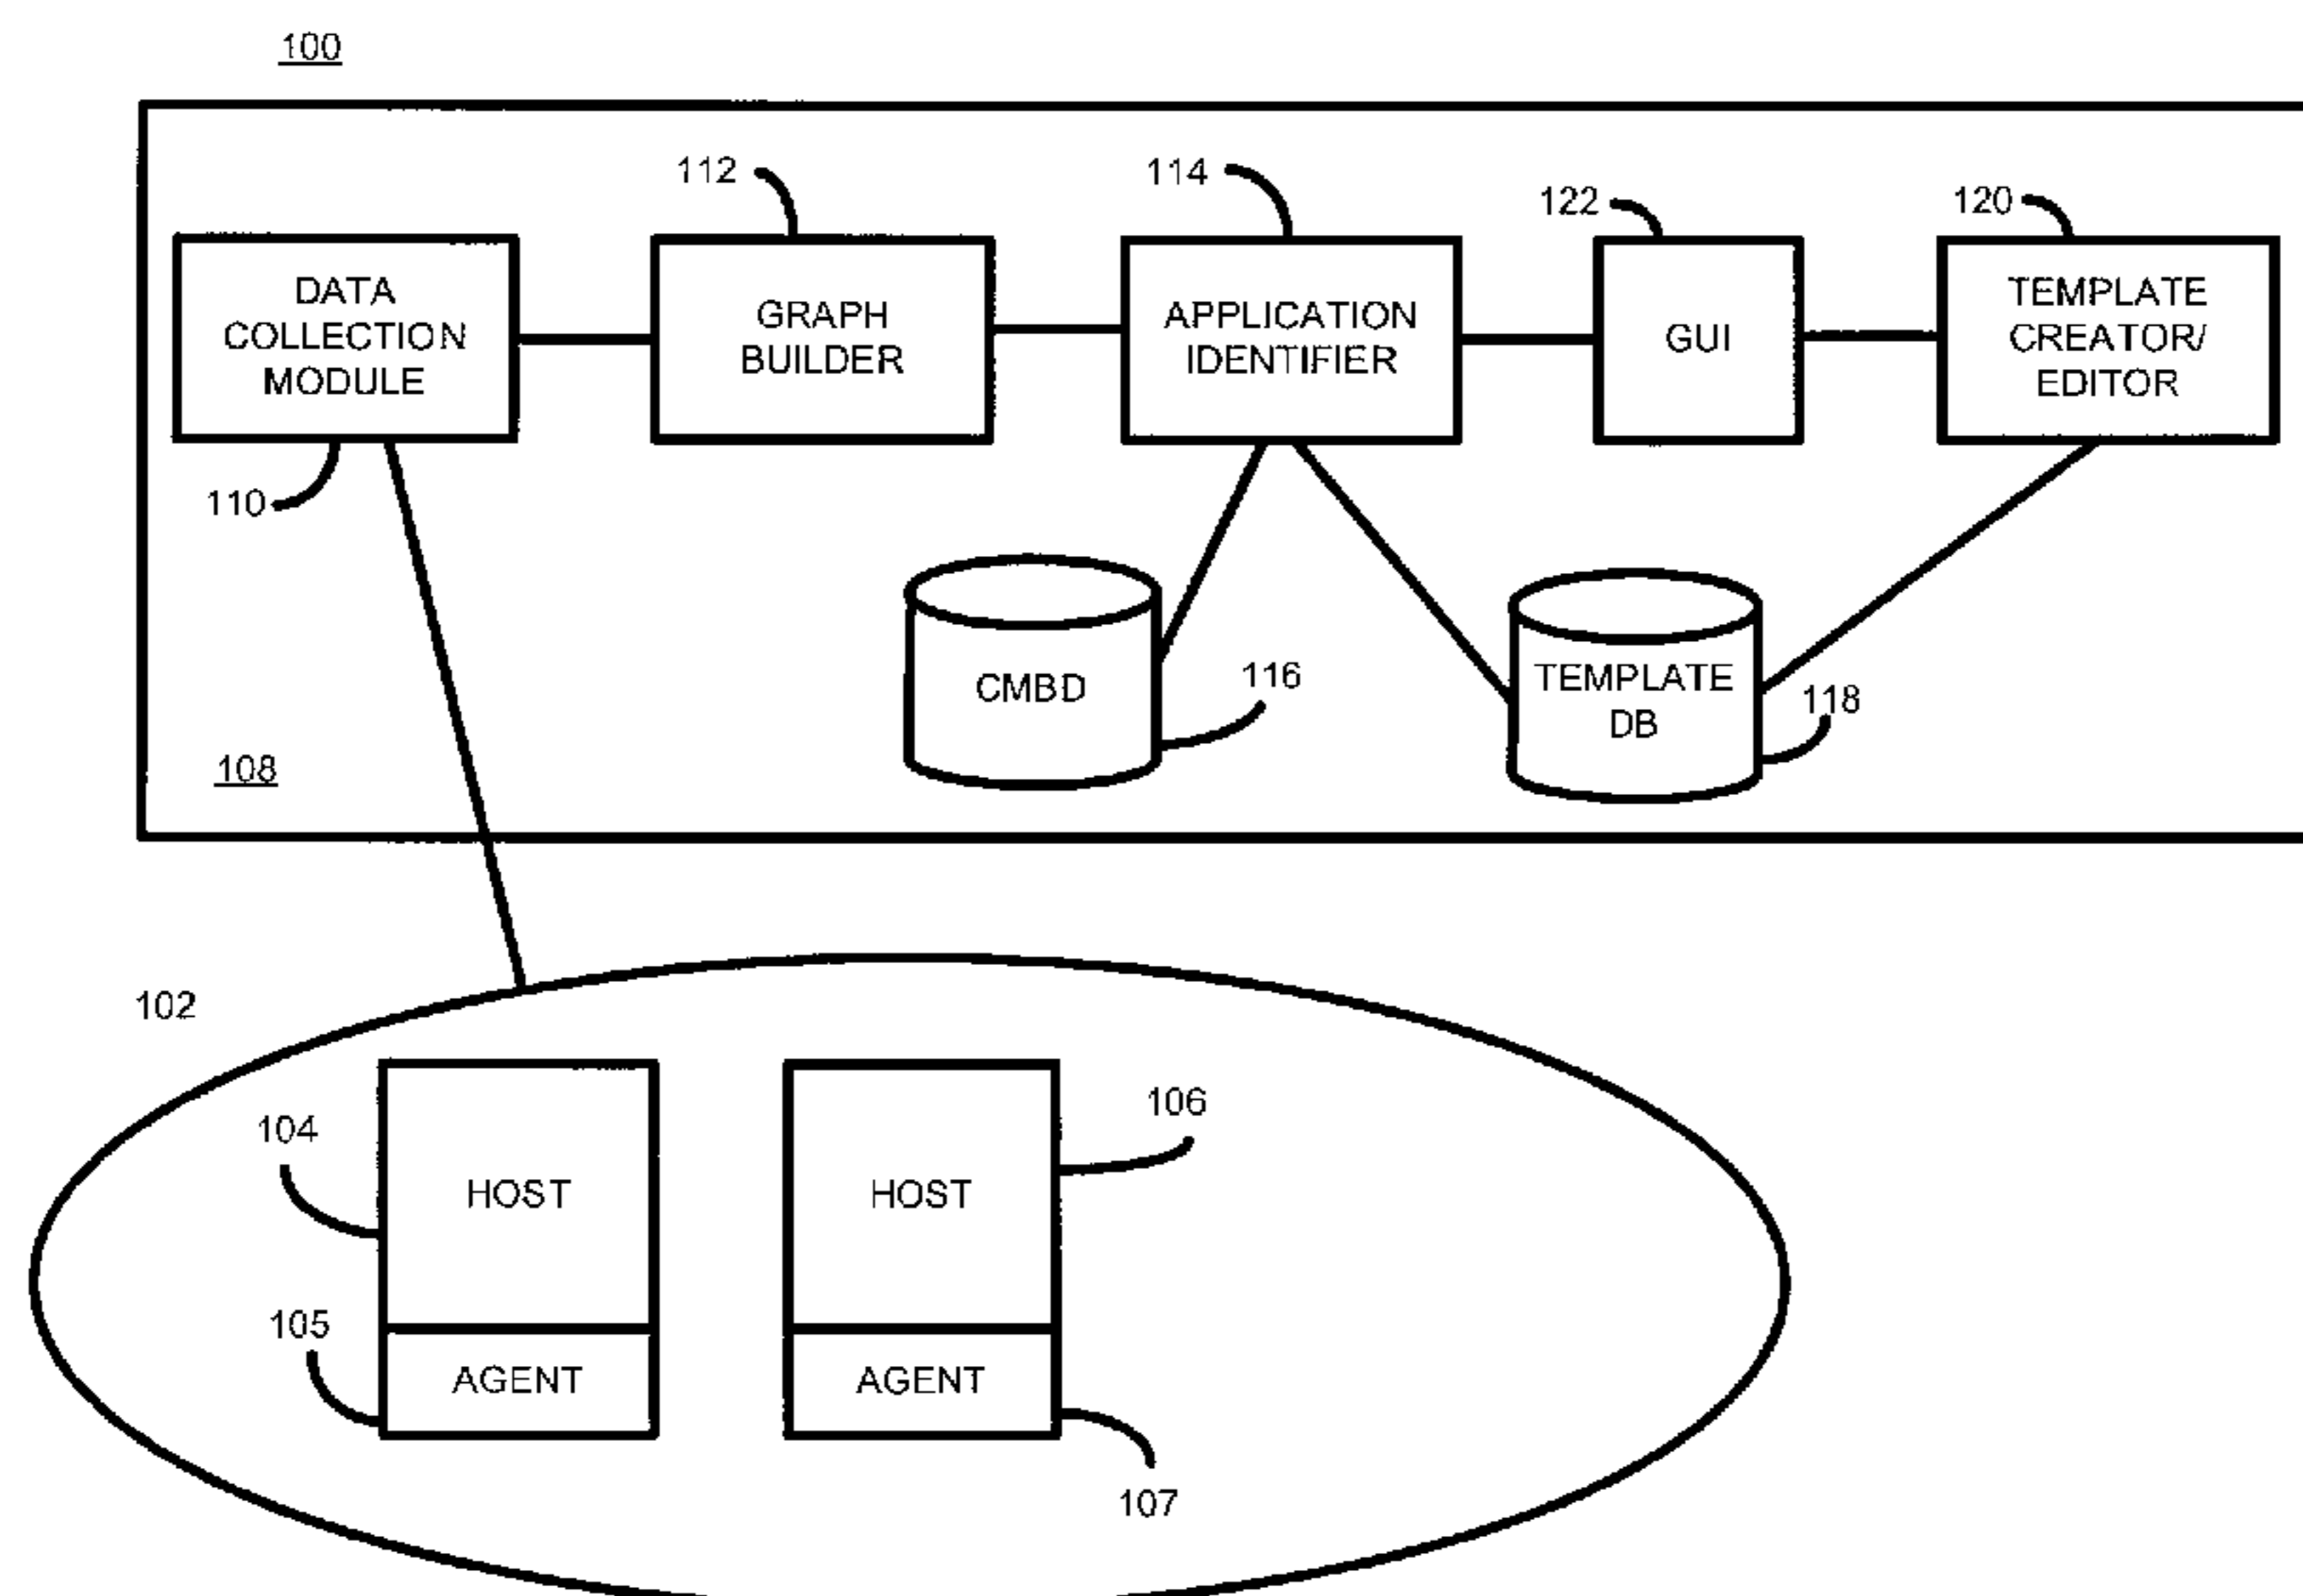 100
112
114
122
120
DATA
COLLECTION
MODULE
GRAPH
BUILDER
APPLICATION
IDENTIFIER
GUI
TEMPLATE
CREATOR/
EDITOR
110
CMBD
116
TEMPLATE
DB
118
108
102
104
HOST
HOST
106
105
AGENT
AGENT
107